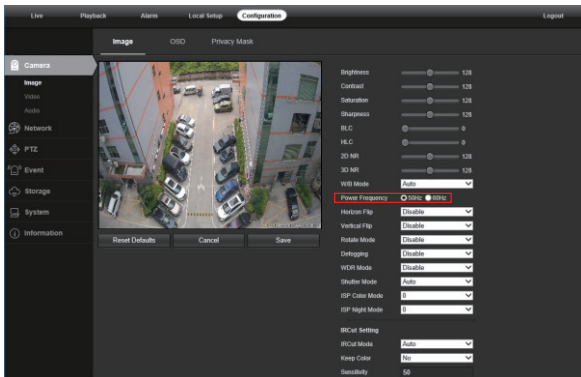 Live Playback Alarm Local Setup Configuration Logout
Image OSD Privacy Mask
Camera
Image
Video
Audio
Network
PTZ
Event
Storage
System
Information
Reset Defaults Cancel Save
Brightness 128
Contrast 128
Saturation 128
Sharpness 128
BLC 0
HLC 0
2D NR 128
3D NR 128
W/B Mode Auto
Power Frequency 50Hz 60Hz
Horizon Flip Disable
Vertical Flip Disable
Rotate Mode Disable
Defogging Disable
WDR Mode Disable
Shutter Mode Auto
ISP Color Mode 0
ISP Night Mode 0
IRCut Setting
IRCut Mode Auto
Keep Color No
Sensitivity 50